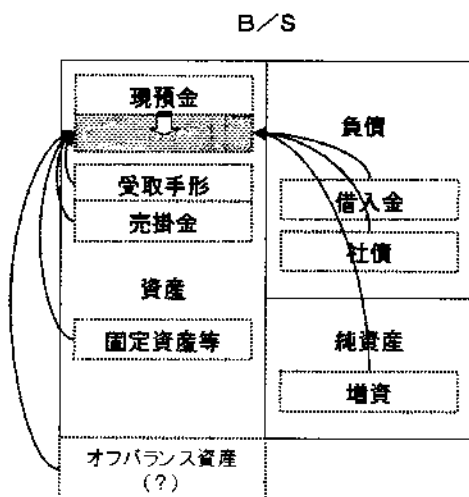 B／S
現預金
受取手形
売掛金
資産
固定資産等
オフバランス資産
（？）
負債
借入金
社債
純資産
増資